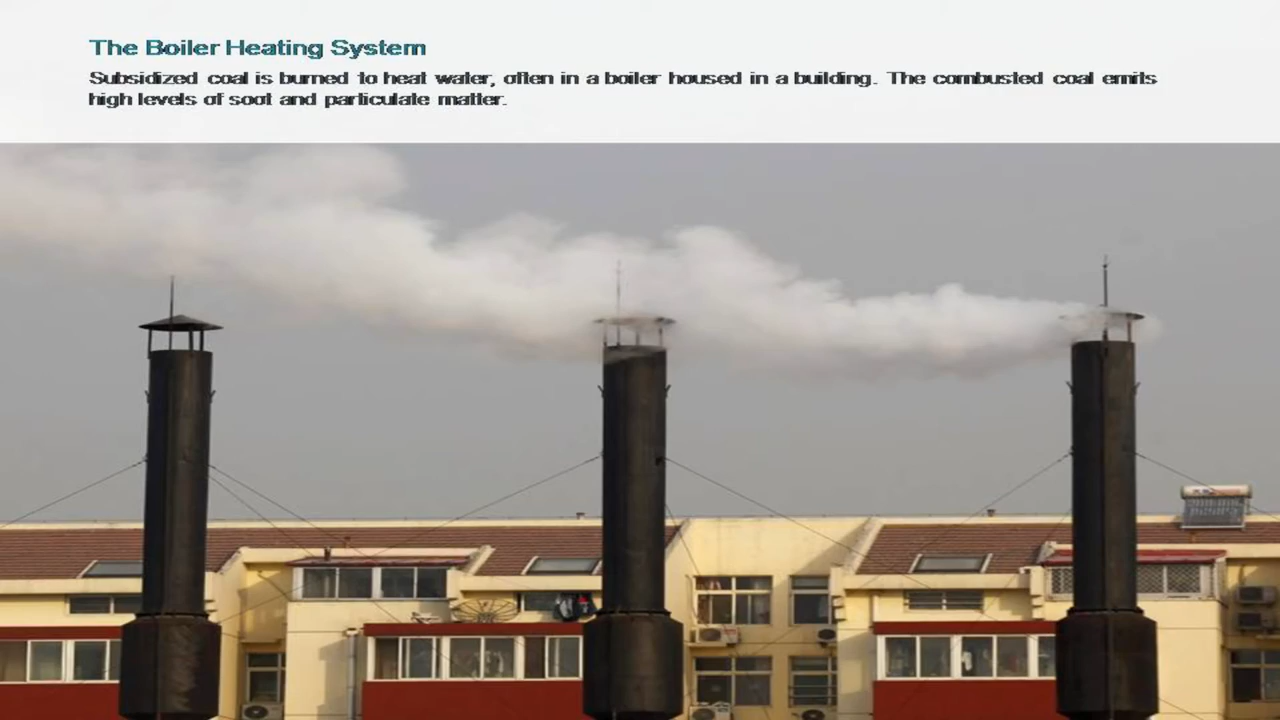 The Boiler Heating System
Subsidized coal is burned to heat water, often in a boiler housed in a building. The combusted coal emits
high levels of soot and particulate matter.